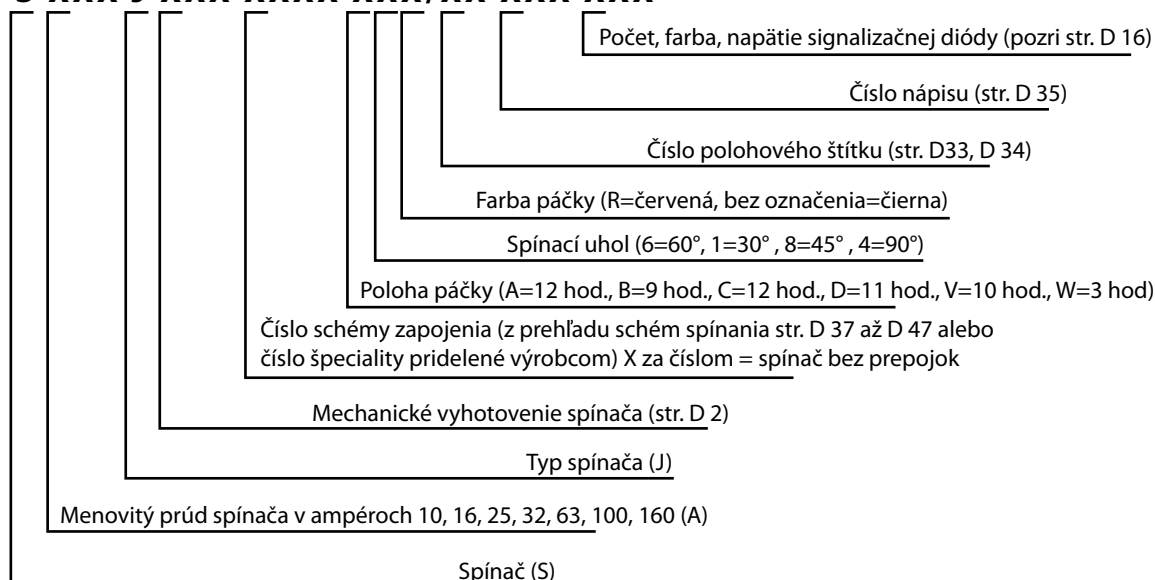 Počet, farba, napätie signalizačnej diódy (pozri str. D 16)
Číslo nápisu (str. D 35)
Číslo polohového štítku (str. D33, D 34)
Farba páčky (R=červená, bez označenia=čierna)
Spínací uhol (6=60°, 1=30° , 8=45° , 4=90°)
Poloha páčky (A=12 hod., B=9 hod., C=12 hod., D=11 hod., V=10 hod., W=3 hod)
Číslo schémy zapojenia (z prehľadu schém spínania str. D 37 až D 47 alebo
číslo špeciality pridelené výrobcom) X za číslom = spínač bez prepojok
Mechanické vyhotovenie spínača (str. D 2)
Typ spínača (J)
Menovitý prúd spínača v ampéroch 10, 16, 25, 32, 63, 100, 160 (A)
Spínač (S)